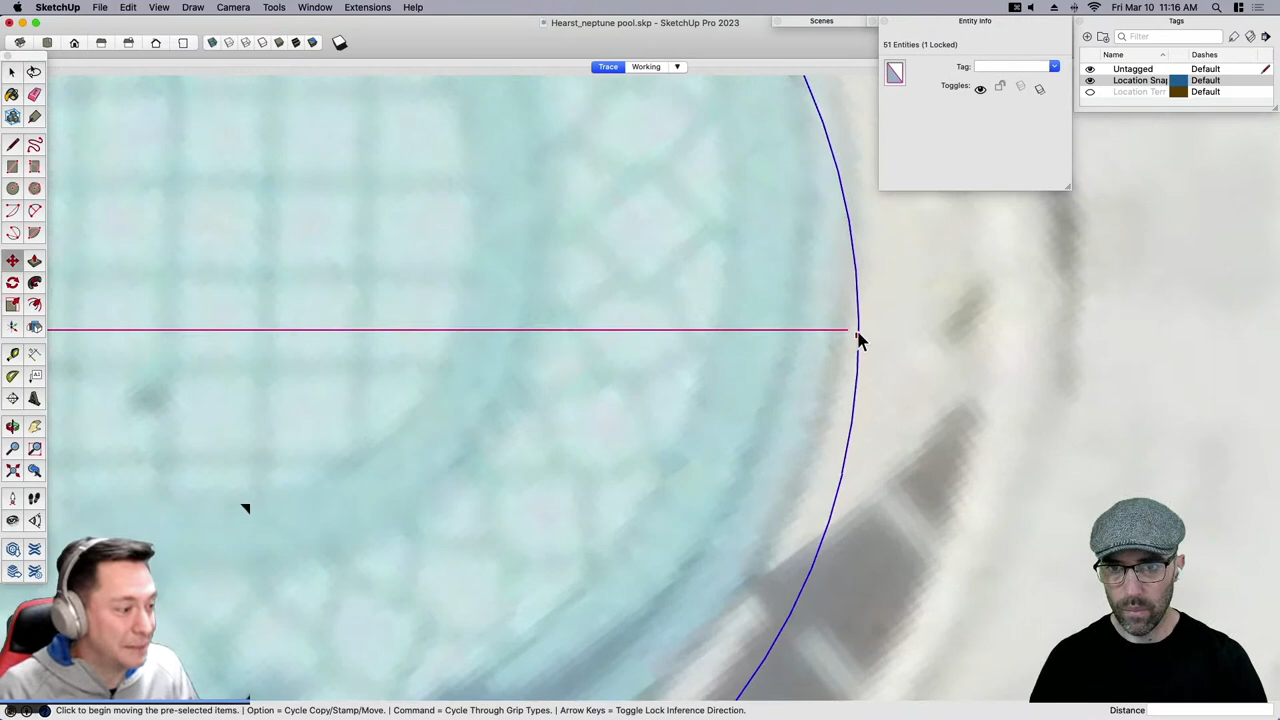 SketchUp File Edit View Draw Camera Tools Window Extensions Help
Fri Mar 10 11:16 AM
Hearst_neptune pool.skp - SketchUp Pro 2023
Scenes
Trace Working
Entity Info
51 Entities (1 Locked)
Tag:
Toggles:
Tags
Filter
Name Dashes
Untagged Default
Location Snap Default
Location Terr Default
Click to begin moving the pre-selected items. | Option = Cycle Copy/Stamp/Move. | Command = Cycle Through Grip Types. | Arrow Keys = Toggle Lock Inference Direction.
Distance